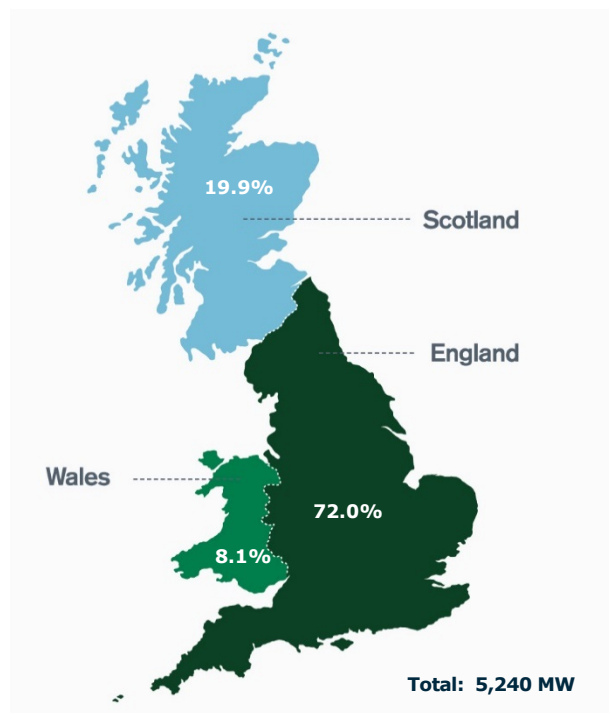 19.9%
Scotland
England
Wales
72.0%
8.1%
Total: 5,240 MW